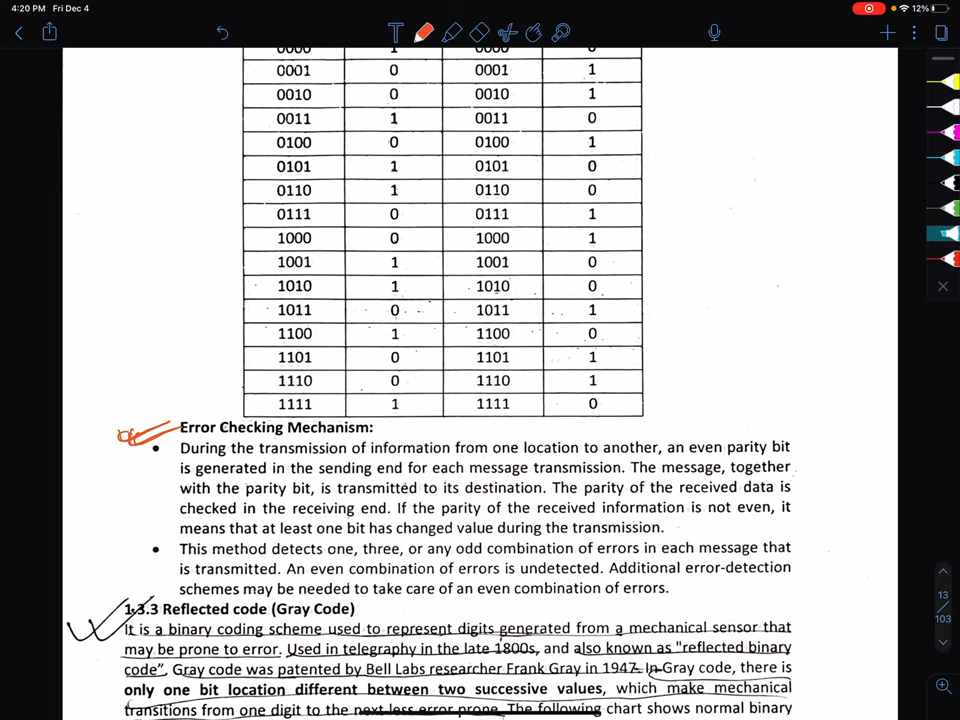 4:20 PM Fri Dec 4
12%
T
0000 1 0000 0
0001 0 0001 1
0010 0 0010 1
0011 1 0011 0
0100 0 0100 1
0101 1 0101 0
0110 1 0110 0
0111 0 0111 1
1000 0 1000 1
1001 1 1001 0
1010 1 1010 0
1011 0 1011 1
1100 1 1100 0
1101 0 1101 1
1110 0 1110 1
1111 1 1111 0
Error Checking Mechanism:
• During the transmission of information from one location to another, an even parity bit
is generated in the sending end for each message transmission. The message, together
with the parity bit, is transmitted to its destination. The parity of the received data is
checked in the receiving end. If the parity of the received information is not even, it
means that at least one bit has changed value during the transmission.
• This method detects one, three, or any odd combination of errors in each message that
is transmitted. An even combination of errors is undetected. Additional error-detection
schemes may be needed to take care of an even combination of errors.
1.3.3 Reflected code (Gray Code)
It is a binary coding scheme used to represent digits generated from a mechanical sensor that
may be prone to error. Used in telegraphy in the late 1800s, and also known as "reflected binary
code". Gray code was patented by Bell Labs researcher Frank Gray in 1947. In Gray code, there is
only one bit location different between two successive values, which make mechanical
transitions from one digit to the next less error prone. The following chart shows normal binary
13
103